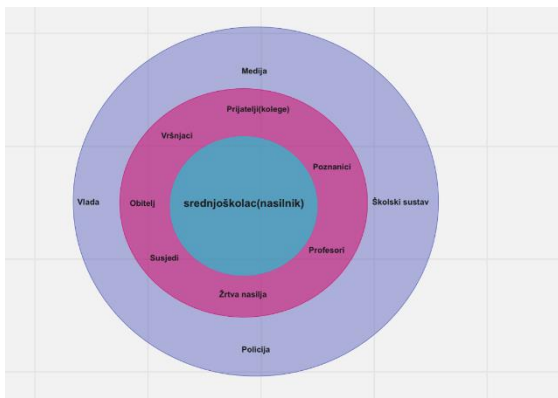 Medija
Prijatelji(kolege)
Vršnjaci
Poznanici
Vlada
Obitelj
srednjoškolac(nasilnik)
Školski sustav
Susjedi
Profesori
Žrtva nasilja
Policija